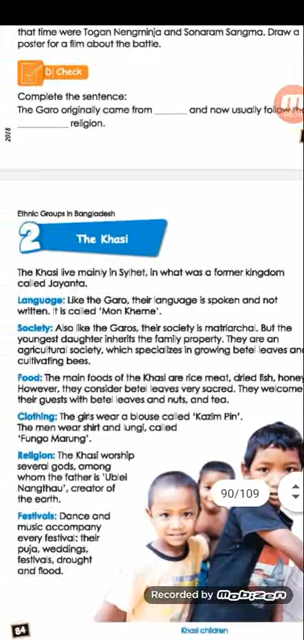 that time were Togan Nengminja and Sonaram Sangma. Draw a
poster for a film about the battle.
D| Check
Complete the sentence:
The Garo originally came from ______ and now usually follow the
__________ religion.
2018
Ethnic Groups in Bangladesh
2 The Khasi
The Khasi live mainly in Sylhet, in what was a former kingdom
called Jayanta.
Language: Like the Garo, their language is spoken and not
written. It is called 'Mon Kheme'.
Society: Also like the Garos, their society is matriarchal. But the
youngest daughter inherits the family property. They are an
agricultural society, which specializes in growing betel leaves and
cultivating bees.
Food: The main foods of the Khasi are rice meat, dried fish, honey
However, they consider betel leaves very sacred. They welcome
their guests with betel leaves and nuts, and tea.
Clothing: The girls wear a blouse called 'Kazim Pin'.
The men wear shirt and lungi, called
'Fungo Marung'.
Religion: The Khasi worship
several gods, among
whom the father is 'Ublei
Nangthau', creator of
the earth.
90/109
Festivals: Dance and
music accompany
every festival: their
puja, weddings,
festivals, drought
and flood.
Recorded by mobizen
84
Khasi children